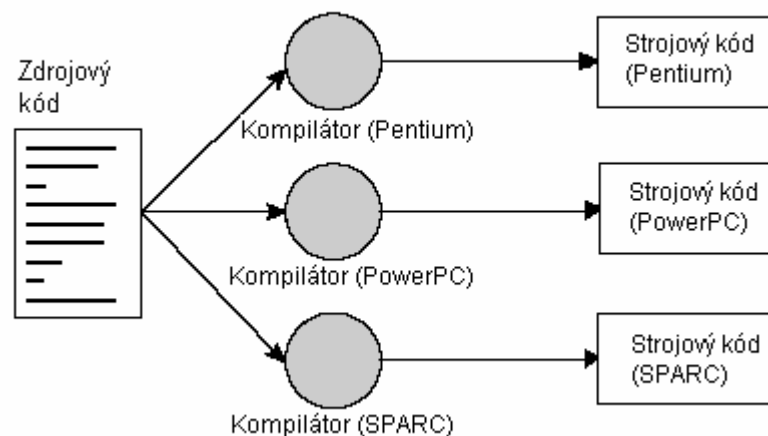 Zdrojový
kód
Kompilátor (Pentium)
Strojový kód
(Pentium)
Kompilátor (PowerPC)
Strojový kód
(PowerPC)
Kompilátor (SPARC)
Strojový kód
(SPARC)